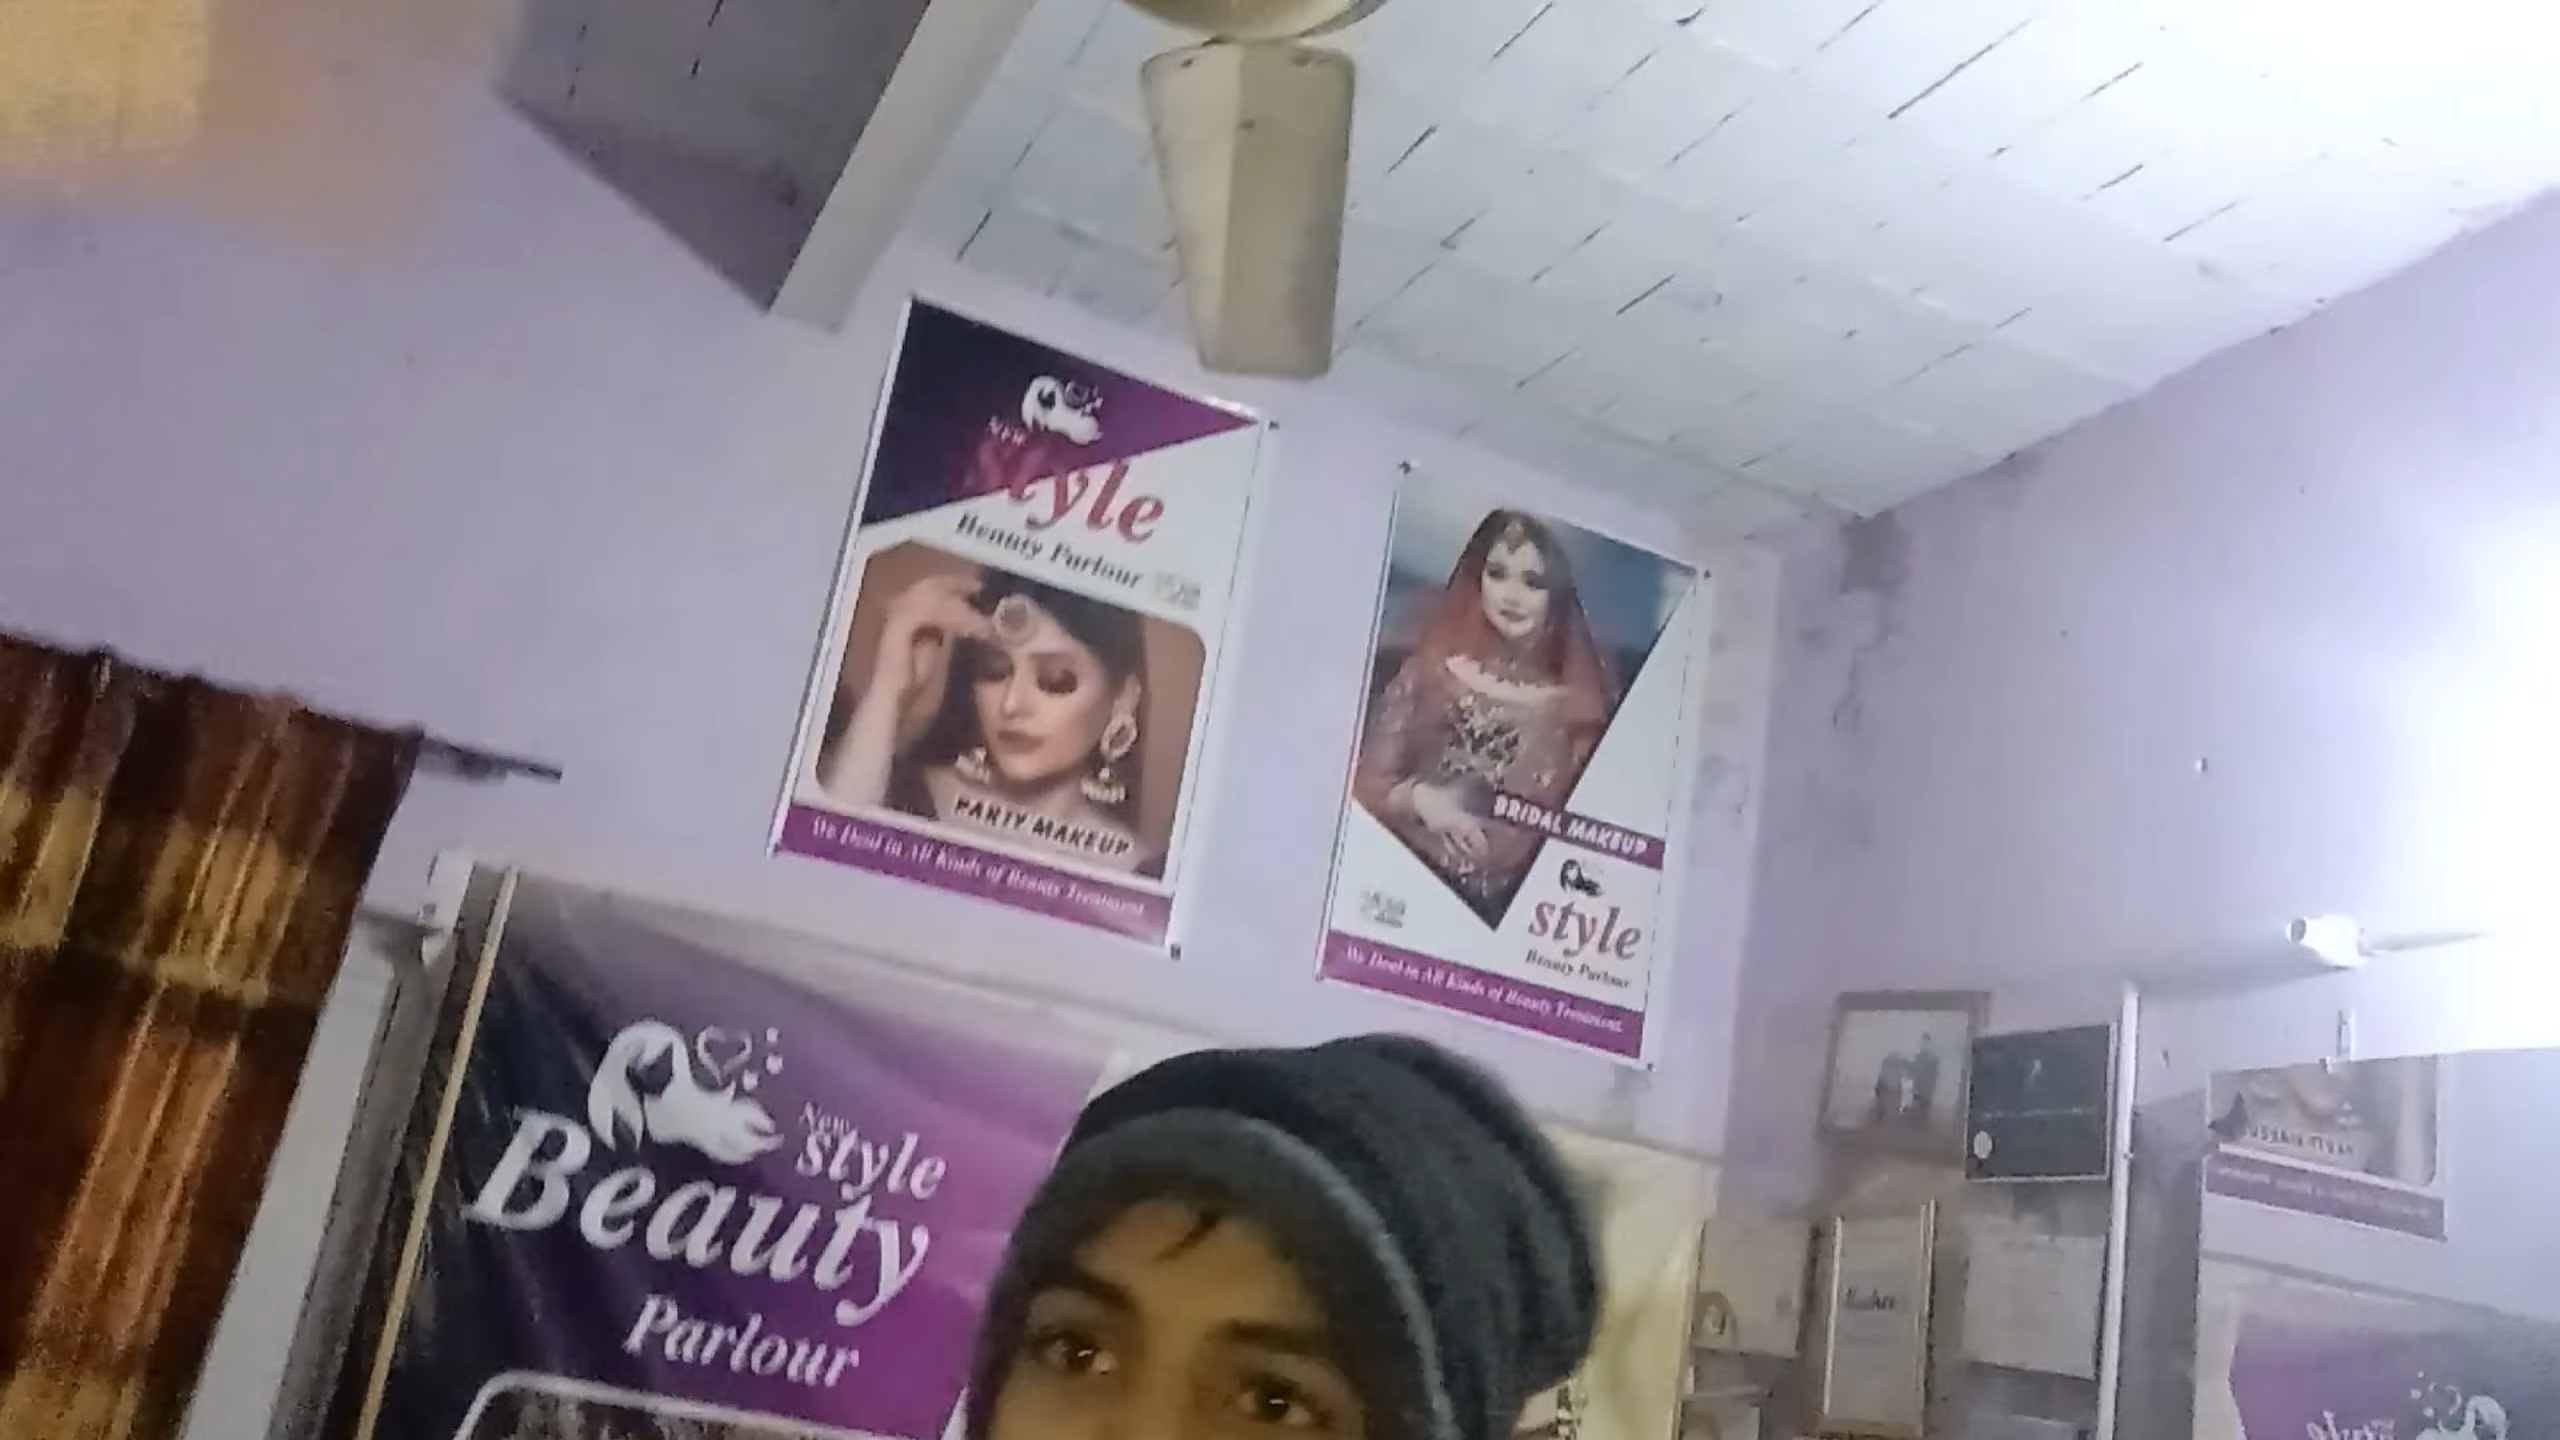 New
Style
Beauty Parlour
PARTY MAKEUP
We Deal in All Kinds of Beauty Treatment
BRIDAL MAKEUP
style
Beauty Parlour
We Deal in All Kinds of Beauty Treatment
New
style
Beauty
Parlour